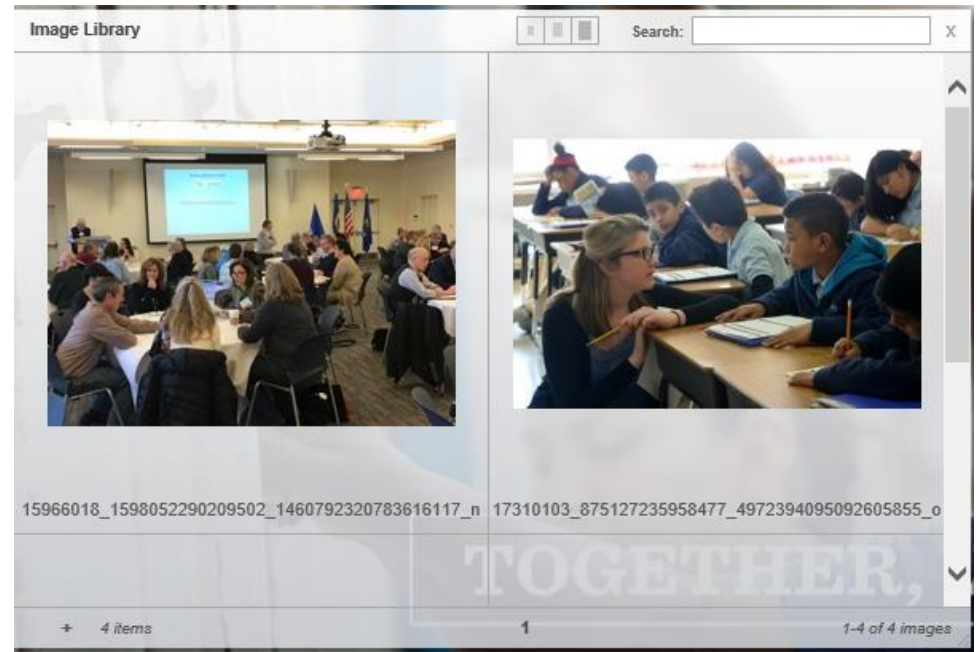 Image Library
Search:
X
15966018_1598052290209502_1460792320783616117_n
17310103_875127235958477_4972394095092605855_o
TOGETHER,
+ 4 items
1
1-4 of 4 images